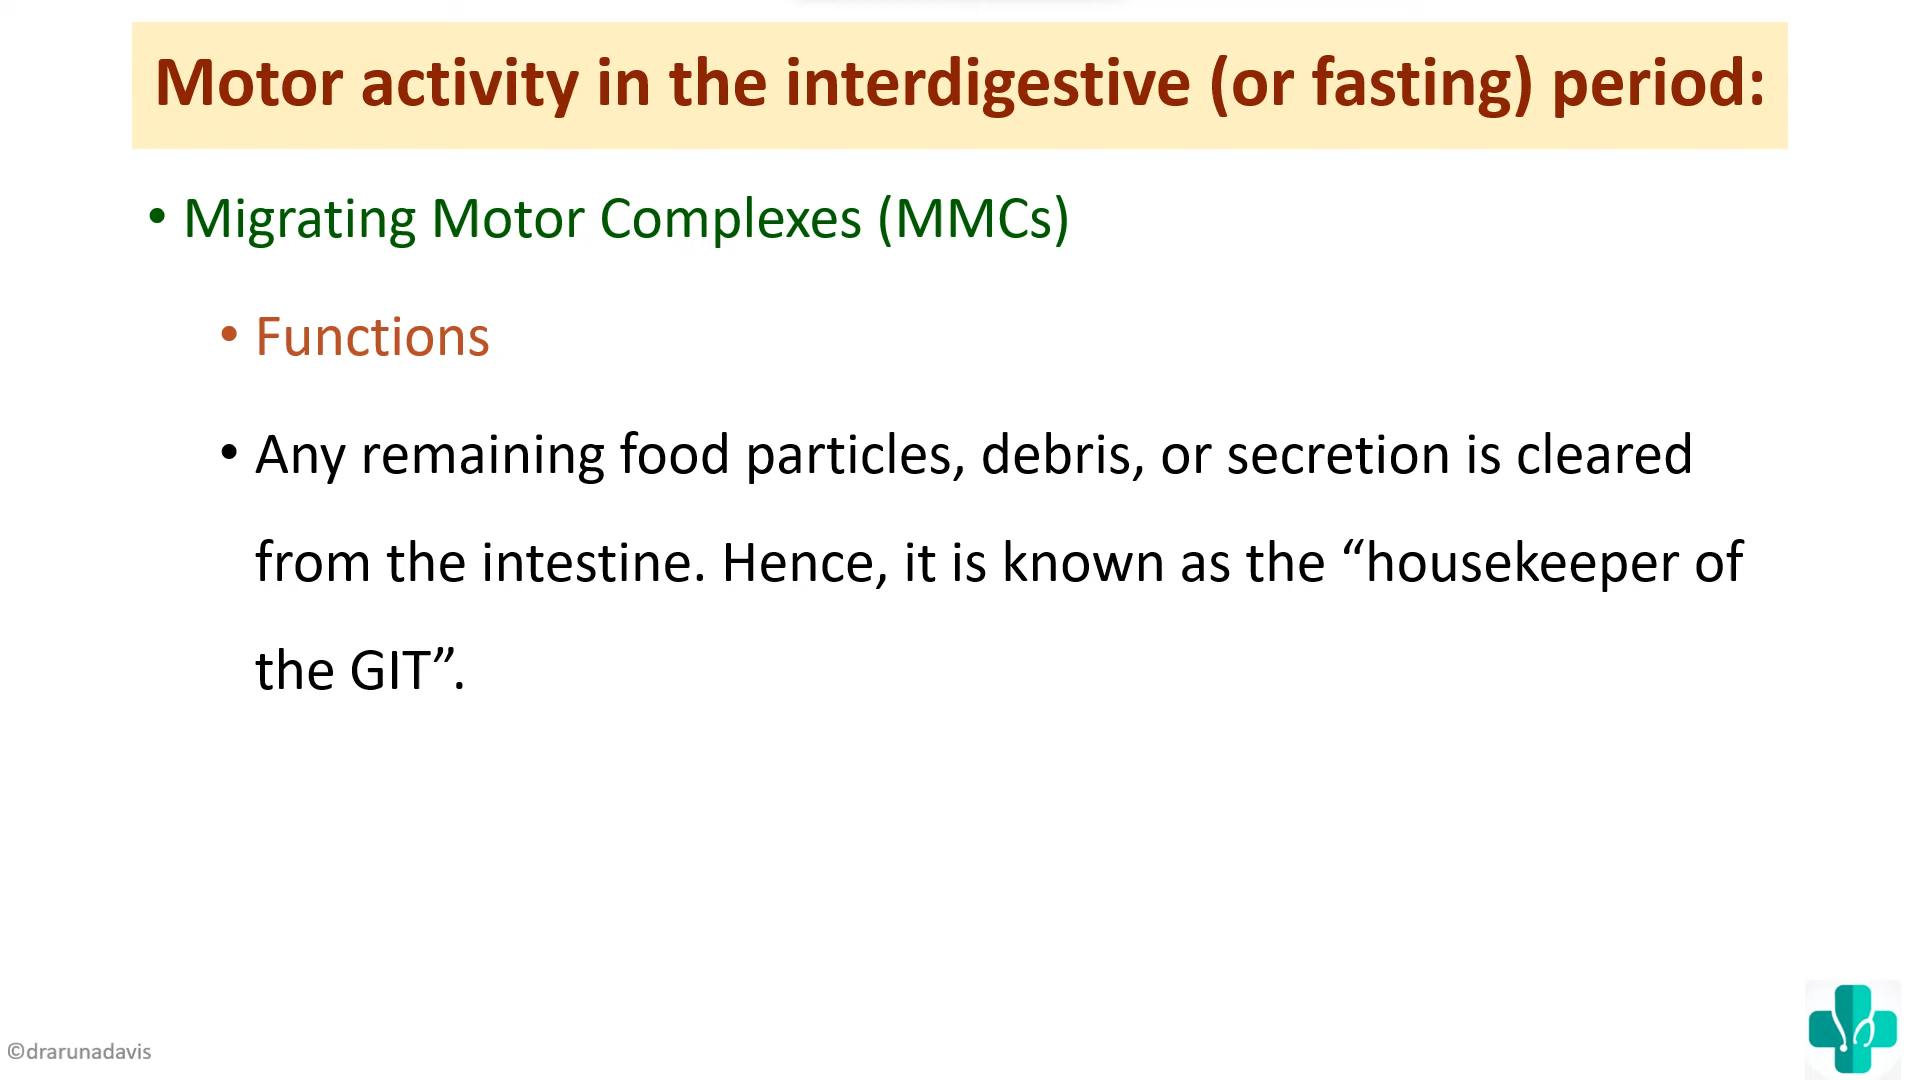 Motor activity in the interdigestive (or fasting) period:
• Migrating Motor Complexes (MMCs)
• Functions
• Any remaining food particles, debris, or secretion is cleared
from the intestine. Hence, it is known as the “housekeeper of
the GIT”.
©drarunadavis